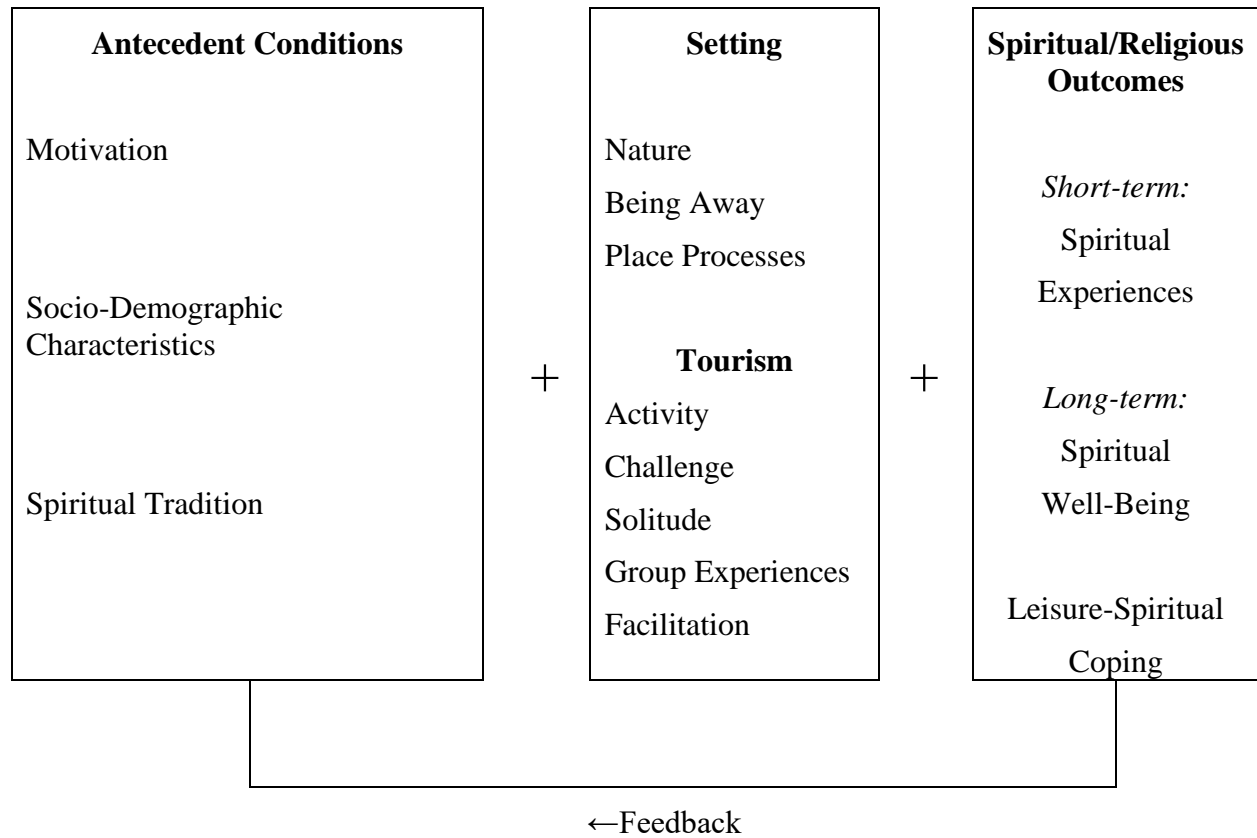 Antecedent Conditions
Motivation
Socio-Demographic
Characteristics
Spiritual Tradition
+
Setting
Nature
Being Away
Place Processes
Tourism
Activity
Challenge
Solitude
Group Experiences
Facilitation
+
Spiritual/Religious
Outcomes
Short-term:
Spiritual
Experiences
Long-term:
Spiritual
Well-Being
Leisure-Spiritual
Coping
←Feedback